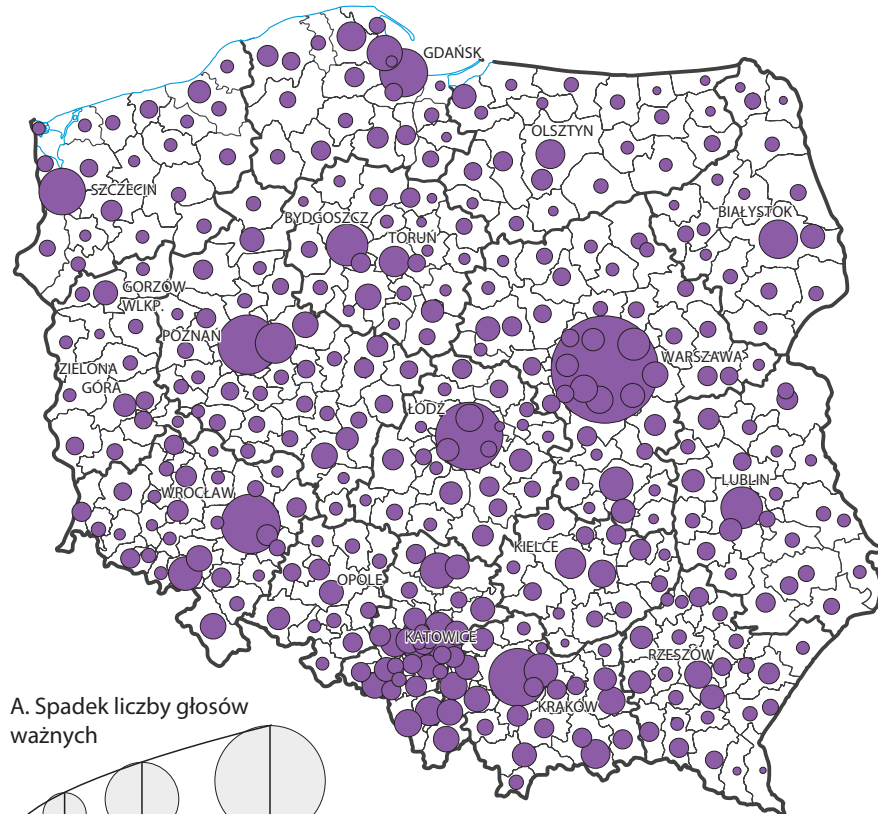 GDAŃSK
OLSZTYN
SZCZECIN
BYDGOSZCZ
BIAŁYSTOK
TORUŃ
GORZÓW
WLKP.
POZNAŃ
WARSZAWA
ZIELONA
GÓRA
ŁÓDŹ
WROCŁAW
LUBLIN
KIELCE
OPOLE
KATOWICE
RZESZÓW
KRAKÓW
A. Spadek liczby głosów
ważnych